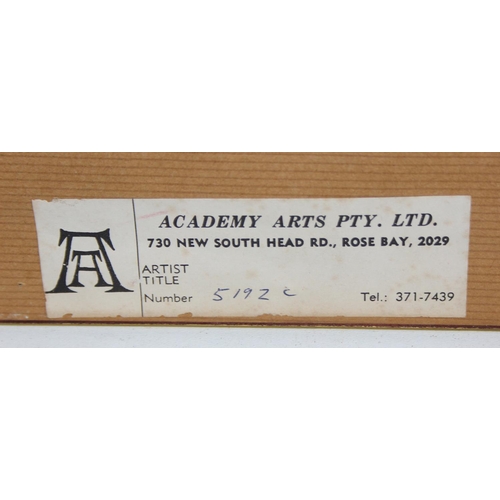 ACADEMY ARTS PTY. LTD.
730 NEW SOUTH HEAD RD., ROSE BAY, 2029
AA
ARTIST
TITLE
Number 5192 c Tel.: 371-7439